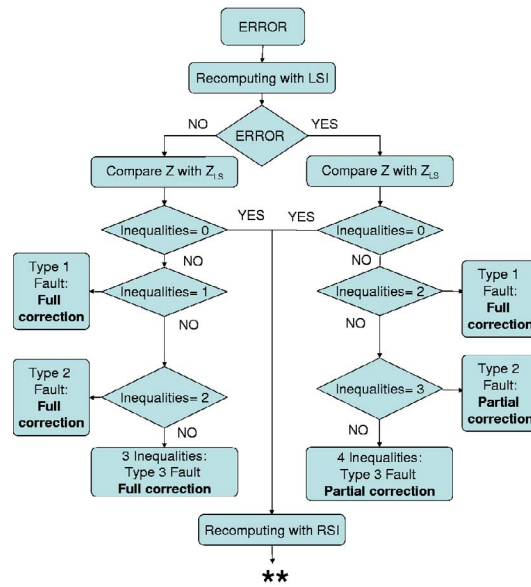 ERROR
Recomputing with LSI
NO
YES
ERROR
Compare Z with Z_LS
Compare Z with Z_LS
YES
YES
Inequalities= 0
Inequalities= 0
NO
NO
Type 1
Fault:
Full
correction
Inequalities= 1
Inequalities= 2
Type 1
Fault:
Full
correction
NO
NO
Type 2
Fault:
Full
correction
Inequalities= 2
Inequalities= 3
Type 2
Fault:
Partial
correction
NO
NO
3 Inequalities:
Type 3 Fault
Full correction
4 Inequalities:
Type 3 Fault
Partial correction
Recomputing with RSI
**